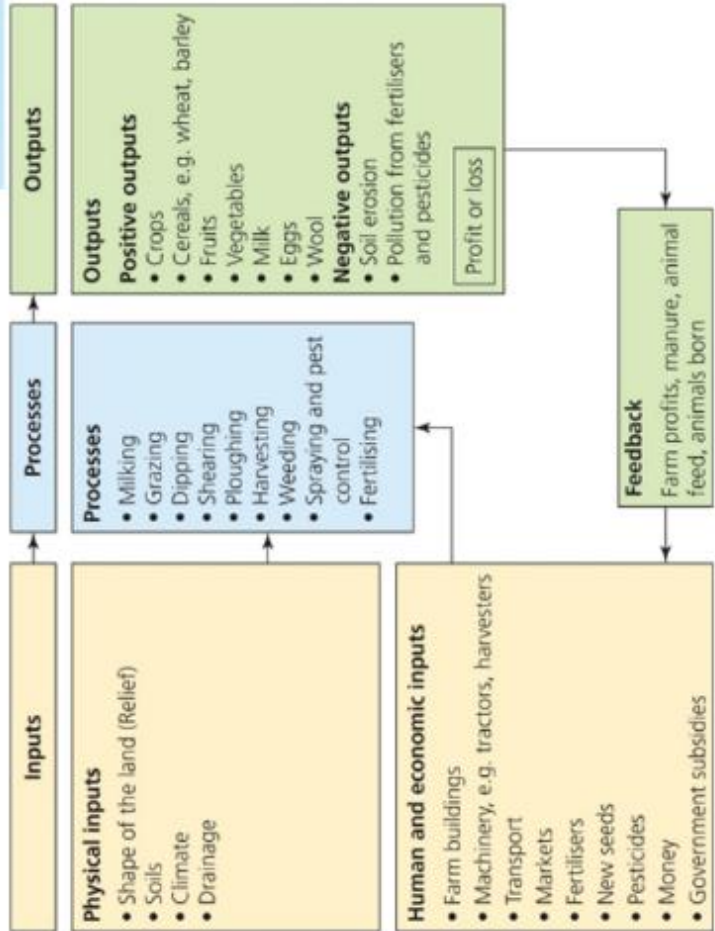 Inputs
Processes
Outputs
Physical inputs
• Shape of the land (Relief)
• Soils
• Climate
• Drainage
Human and economic inputs
• Farm buildings
• Machinery, e.g. tractors, harvesters
• Transport
• Markets
• Fertilisers
• New seeds
• Pesticides
• Money
• Government subsidies
Processes
• Milking
• Grazing
• Dipping
• Shearing
• Ploughing
• Harvesting
• Weeding
• Spraying and pest
control
• Fertilising
Outputs
Positive outputs
• Crops
• Cereals, e.g. wheat, barley
• Fruits
• Vegetables
• Milk
• Eggs
• Wool
Negative outputs
• Soil erosion
• Pollution from fertilisers
and pesticides
Profit or loss
Feedback
Farm profits, manure, animal
feed, animals born